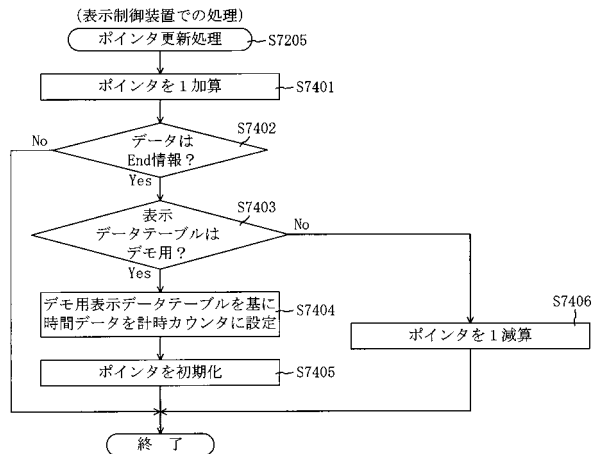 (表示制御装置での処理)
ポインタ更新処理
S7205
ポインタを1加算
S7401
S7402
データは
End情報?
No
Yes
S7403
表示
データテーブルは
デモ用?
No
Yes
デモ用表示データテーブルを基に
時間データを計時カウンタに設定
S7404
S7406
ポインタを1減算
ポインタを初期化
S7405
終 了